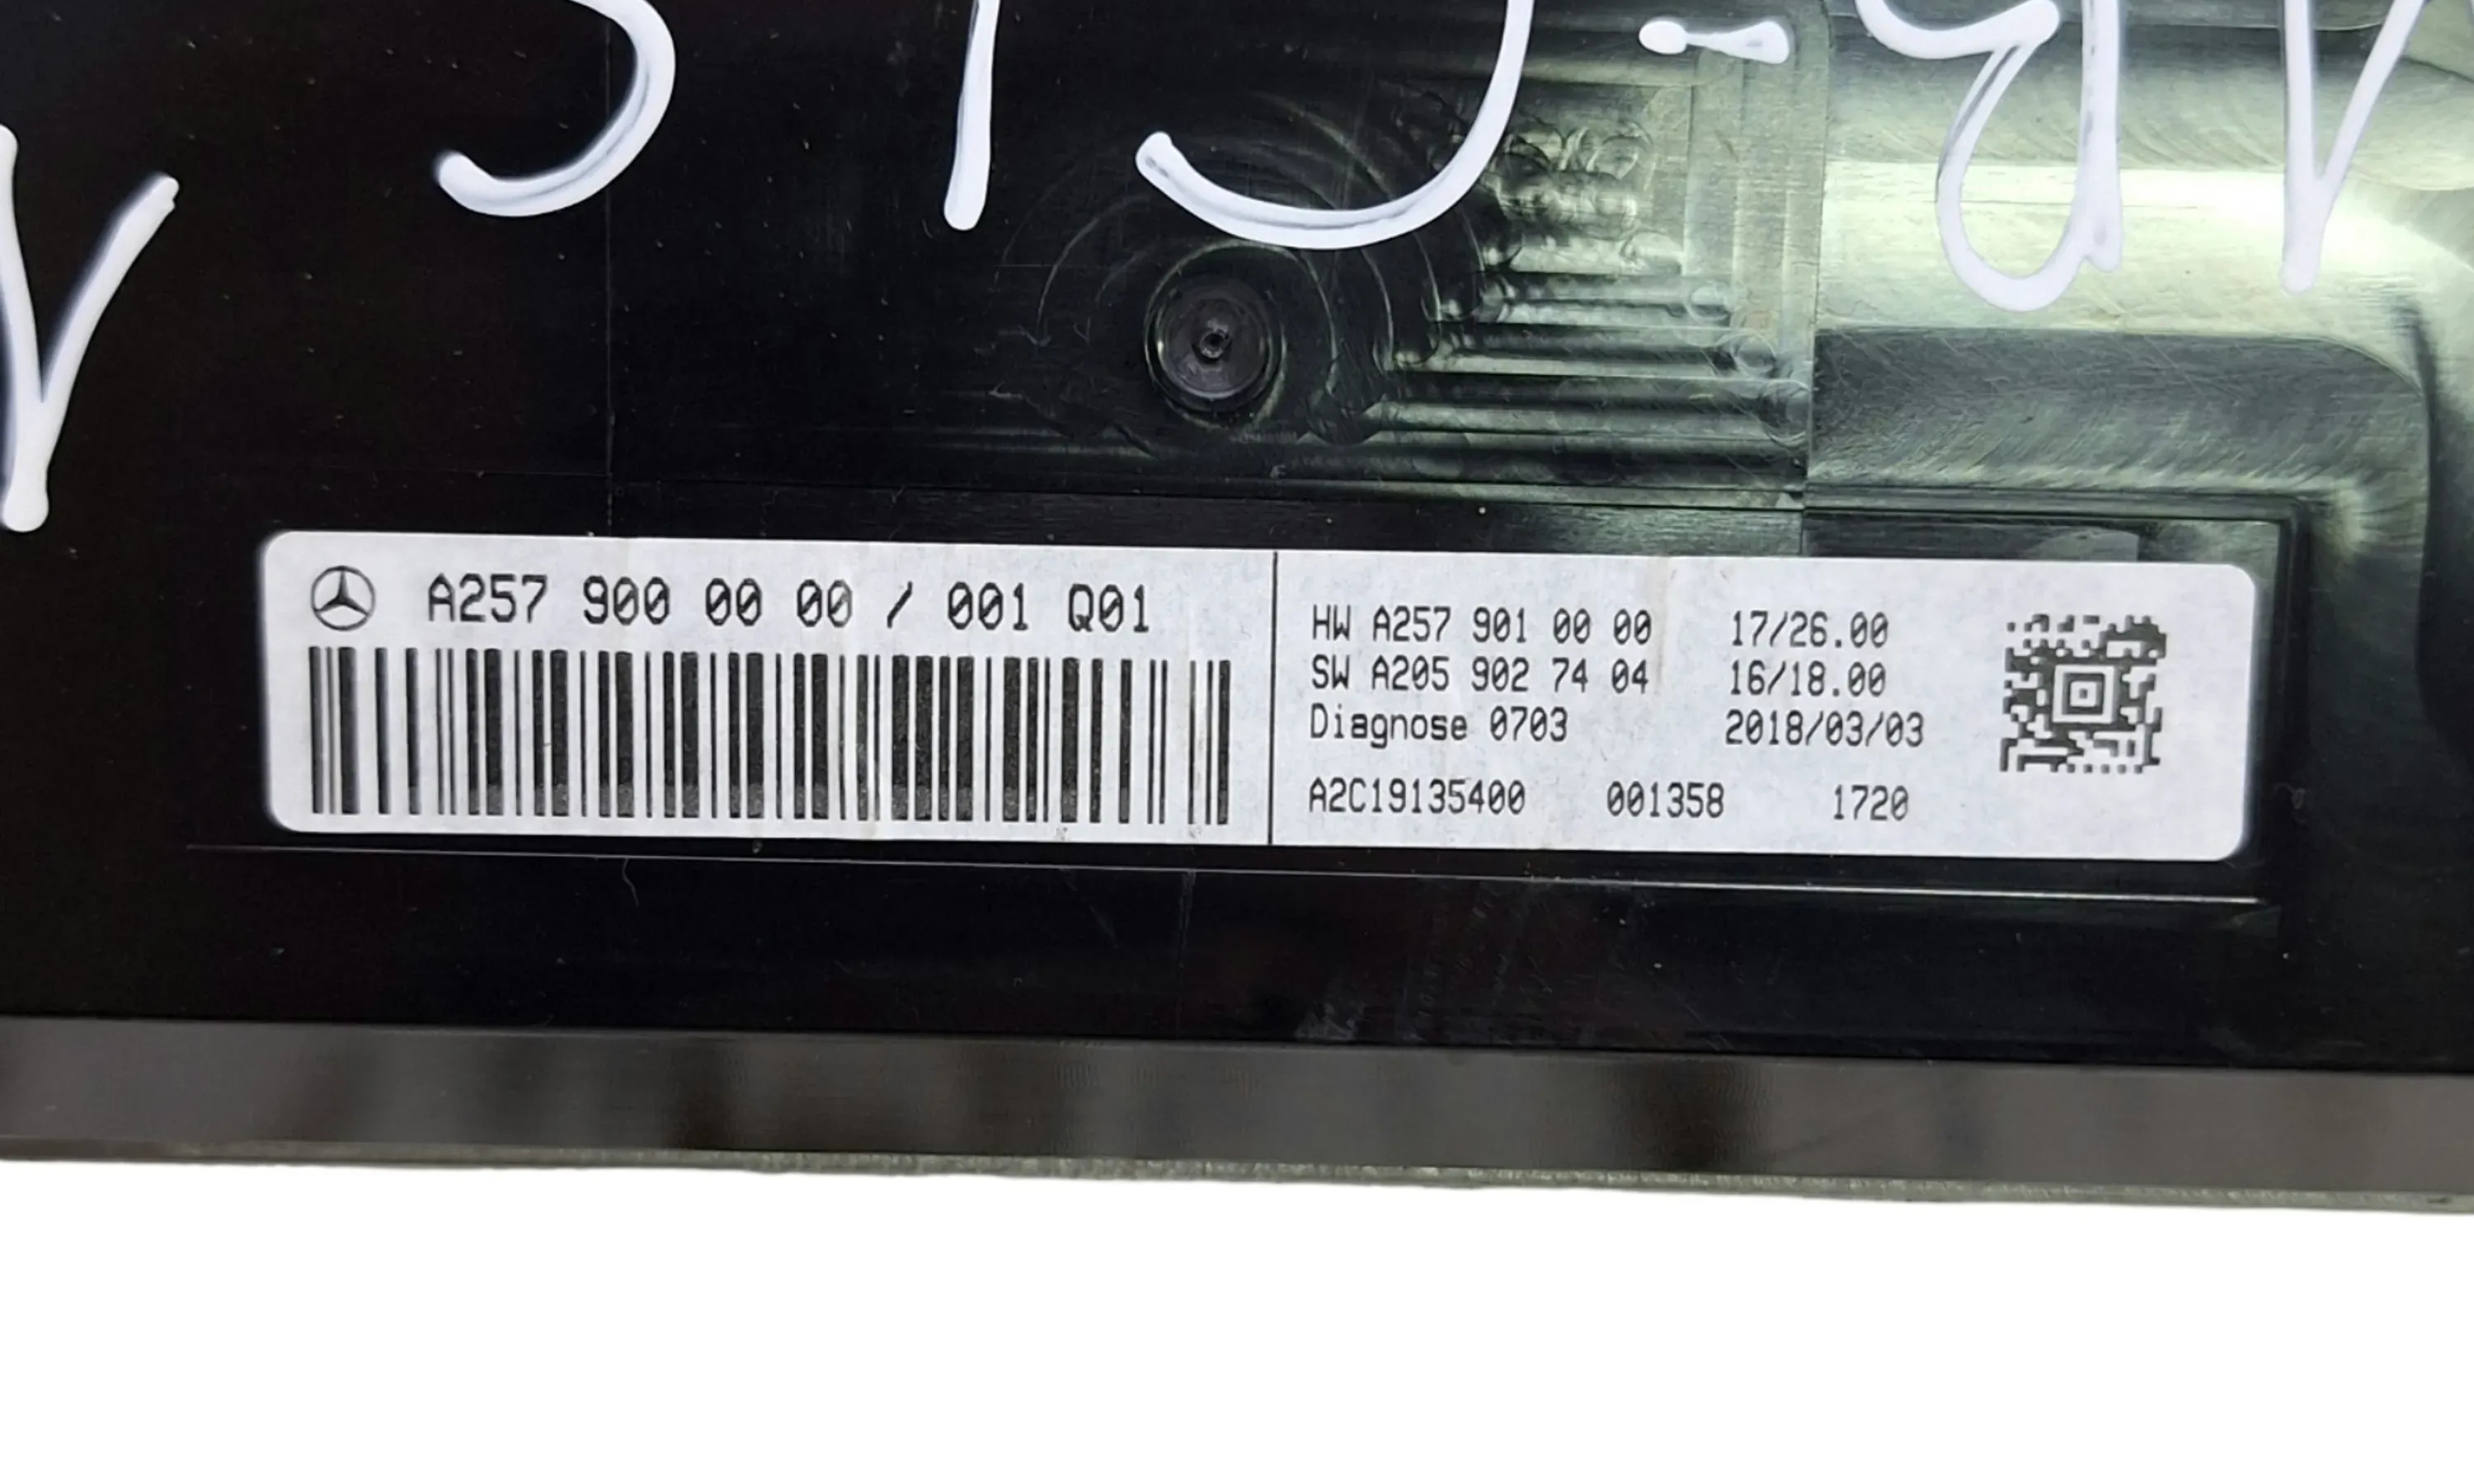 A257 900 00 00 / 001 Q01
HW A257 901 00 00 17/26.00
SW A205 902 74 04 16/18.00
Diagnose 0703 2018/03/03
A2C19135400 001358 1720